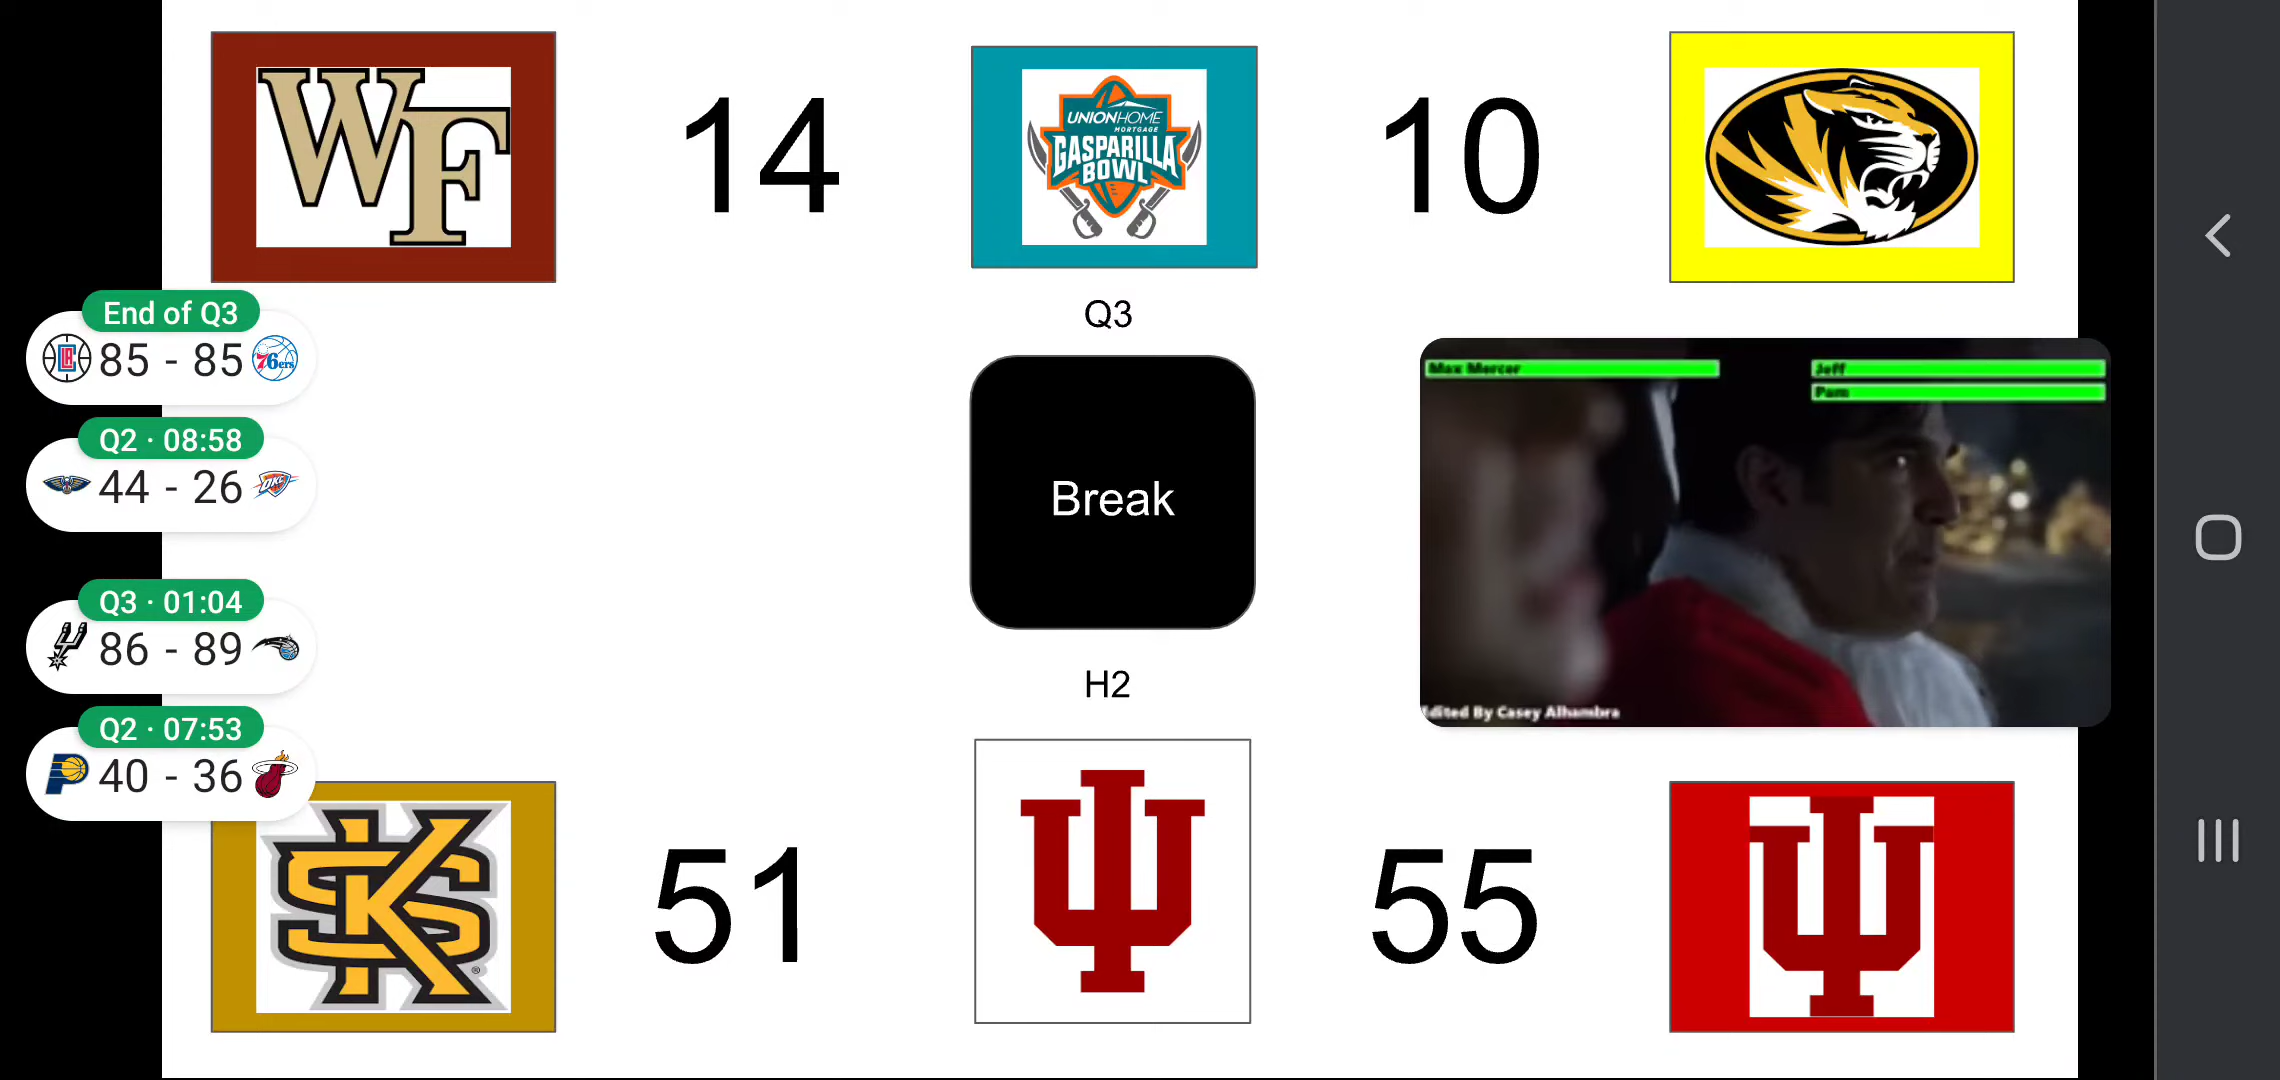 WF
14
UNIONHOME
MORTGAGE
GASPARILLA
BOWL
10
Q3
End of Q3
85 - 85
76ers
Q2 · 08:58
44 - 26
OKC
Q3 · 01:04
86 - 89
Q2 · 07:53
40 - 36
Break
Max Mercer
Jeff
Pam
Edited By Casey Alhambra
H2
KS
51
IU
55
IU